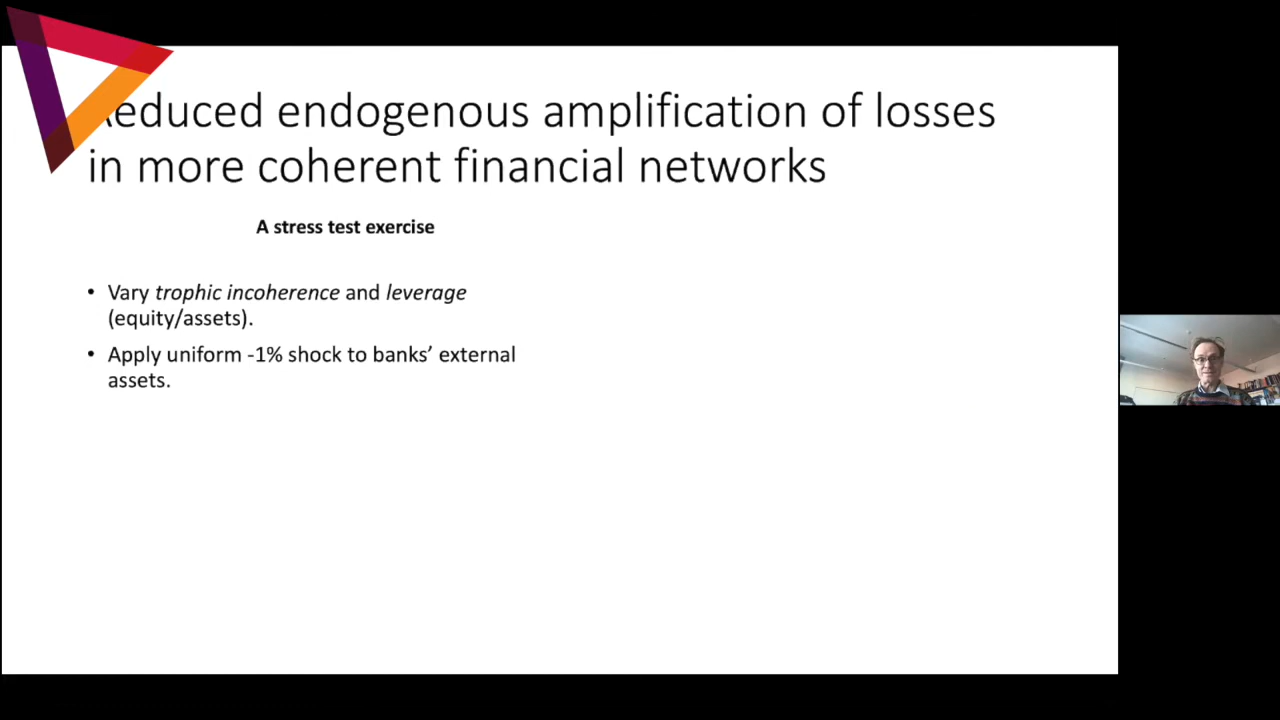 Reduced endogenous amplification of losses
in more coherent financial networks
A stress test exercise
• Vary trophic incoherence and leverage
(equity/assets).
• Apply uniform -1% shock to banks’ external
assets.